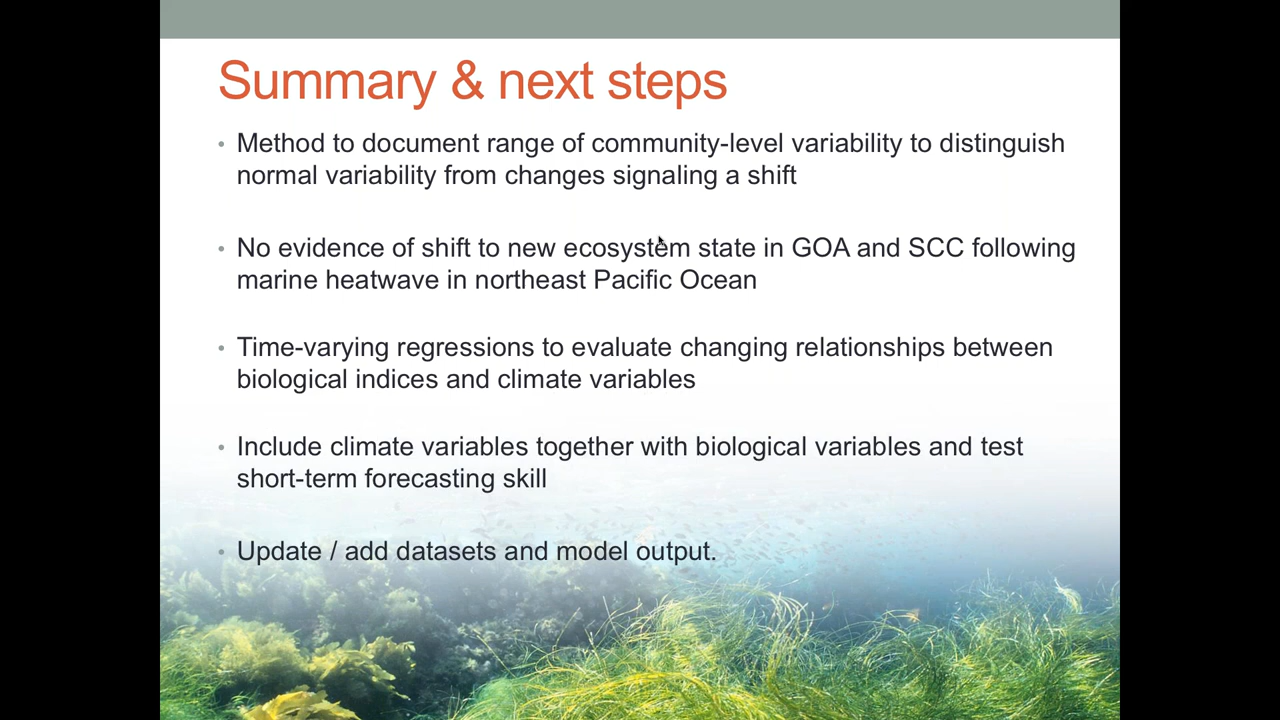 Summary & next steps
• Method to document range of community-level variability to distinguish
normal variability from changes signaling a shift
• No evidence of shift to new ecosystem state in GOA and SCC following
marine heatwave in northeast Pacific Ocean
• Time-varying regressions to evaluate changing relationships between
biological indices and climate variables
• Include climate variables together with biological variables and test
short-term forecasting skill
• Update / add datasets and model output.